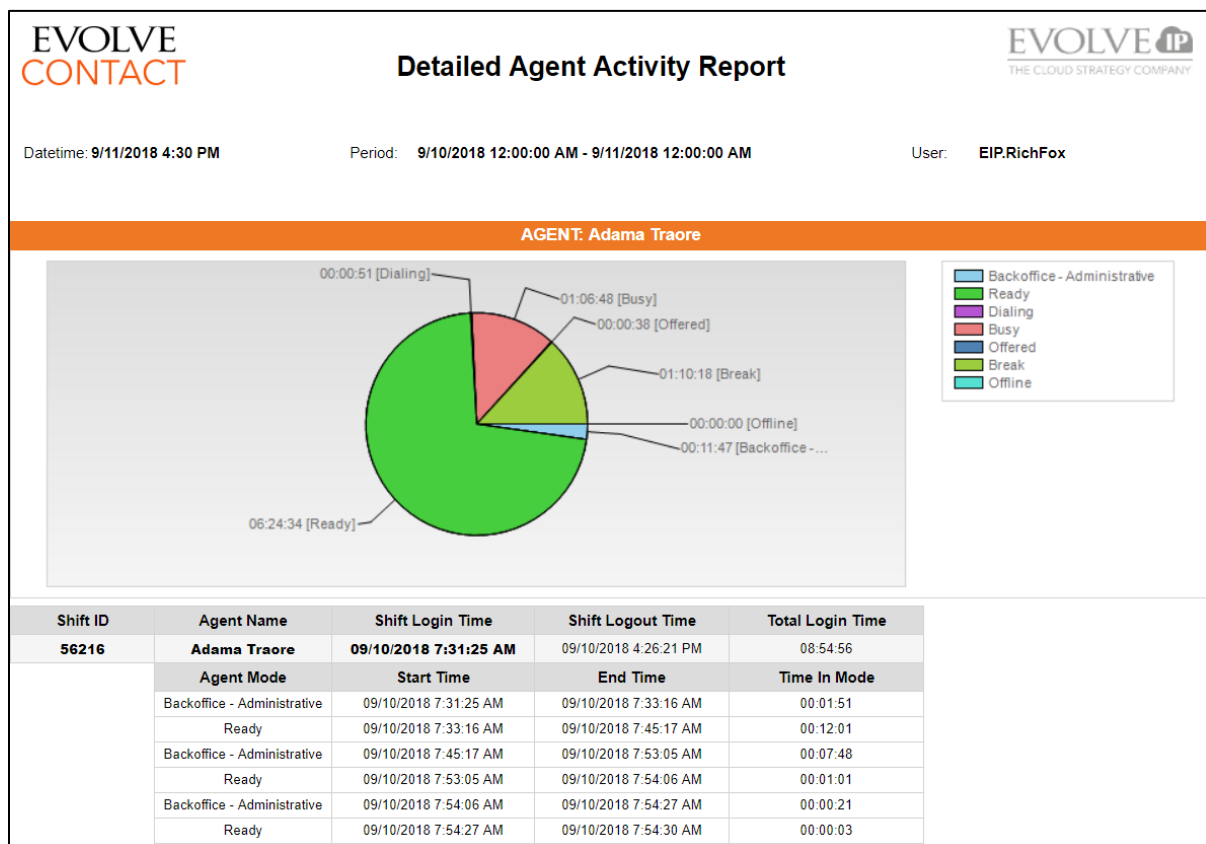 EVOLVE
CONTACT
Detailed Agent Activity Report
EVOLVE IP
THE CLOUD STRATEGY COMPANY
Datetime: 9/11/2018 4:30 PM Period: 9/10/2018 12:00:00 AM - 9/11/2018 12:00:00 AM User: EIP.RichFox
AGENT: Adama Traore
00:00:51 [Dialing]
01:06:48 [Busy]
00:00:38 [Offered]
01:10:18 [Break]
00:00:00 [Offline]
00:11:47 [Backoffice -...
06:24:34 [Ready]
Backoffice - Administrative
Ready
Dialing
Busy
Offered
Break
Offline
Shift ID Agent Name Shift Login Time Shift Logout Time Total Login Time
56216 Adama Traore 09/10/2018 7:31:25 AM 09/10/2018 4:26:21 PM 08:54:56
Agent Mode Start Time End Time Time In Mode
Backoffice - Administrative 09/10/2018 7:31:25 AM 09/10/2018 7:33:16 AM 00:01:51
Ready 09/10/2018 7:33:16 AM 09/10/2018 7:45:17 AM 00:12:01
Backoffice - Administrative 09/10/2018 7:45:17 AM 09/10/2018 7:53:05 AM 00:07:48
Ready 09/10/2018 7:53:05 AM 09/10/2018 7:54:06 AM 00:01:01
Backoffice - Administrative 09/10/2018 7:54:06 AM 09/10/2018 7:54:27 AM 00:00:21
Ready 09/10/2018 7:54:27 AM 09/10/2018 7:54:30 AM 00:00:03